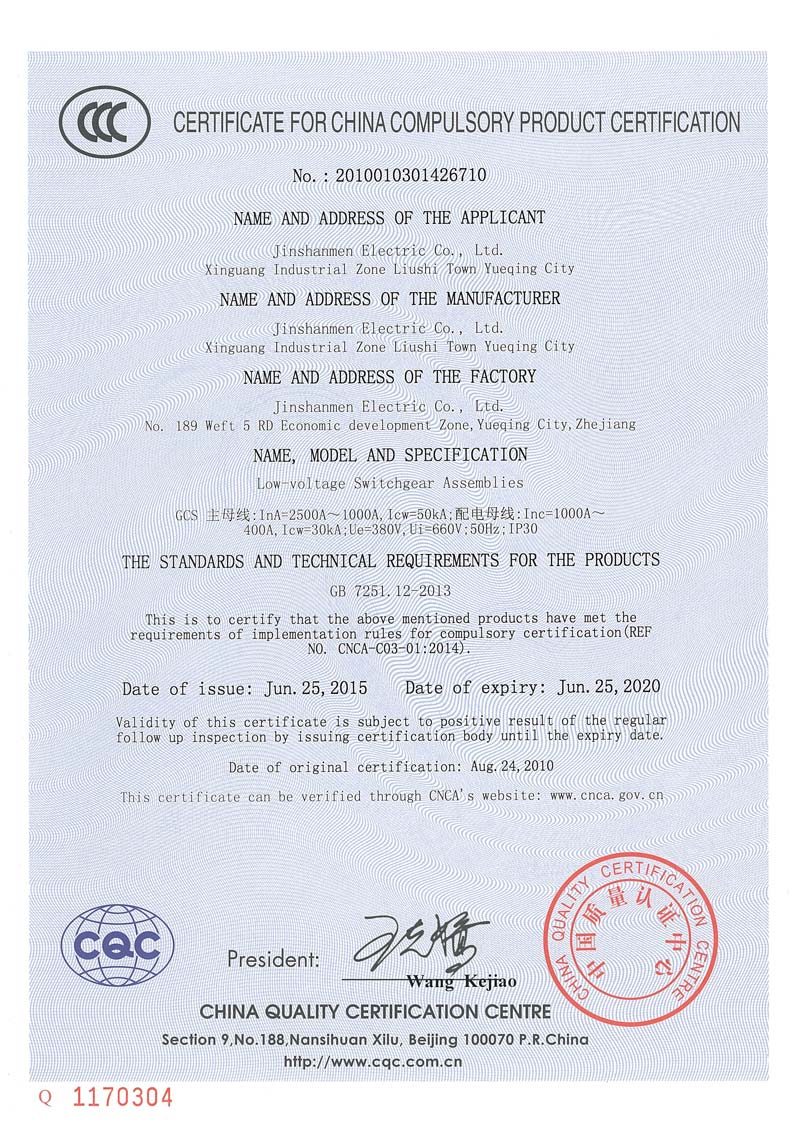 CCC
CERTIFICATE FOR CHINA COMPULSORY PRODUCT CERTIFICATION
No.: 2010010301426710
NAME AND ADDRESS OF THE APPLICANT
Jinshanmen Electric Co., Ltd.
Xinguang Industrial Zone Liushi Town Yueqing City
NAME AND ADDRESS OF THE MANUFACTURER
Jinshanmen Electric Co., Ltd.
Xinguang Industrial Zone Liushi Town Yueqing City
NAME AND ADDRESS OF THE FACTORY
Jinshanmen Electric Co., Ltd.
No. 189 Weft 5 RD Economic development Zone,Yueqing City,Zhejiang
NAME, MODEL AND SPECIFICATION
Low-voltage Switchgear Assemblies
GCS 主母线:InA=2500A～1000A,Icw=50kA;配电母线:Inc=1000A～
400A,Icw=30kA;Ue=380V,Ui=660V;50Hz;IP30
THE STANDARDS AND TECHNICAL REQUIREMENTS FOR THE PRODUCTS
GB 7251.12-2013
This is to certify that the above mentioned products have met the
requirements of implementation rules for compulsory certification(REF
NO. CNCA-C03-01:2014).
Date of issue: Jun.25,2015 Date of expiry: Jun.25,2020
Validity of this certificate is subject to positive result of the regular
follow up inspection by issuing certification body until the expiry date.
Date of original certification: Aug.24,2010
This certificate can be verified through CNCA's website: www.cnca.gov.cn
CHINA QUALITY CERTIFICATION CENTRE
中国质量认证中心
CQC
President:
Wang Kejiao
CHINA QUALITY CERTIFICATION CENTRE
Section 9,No.188,Nansihuan Xilu, Beijing 100070 P.R.China
http://www.cqc.com.cn
Q 1170304